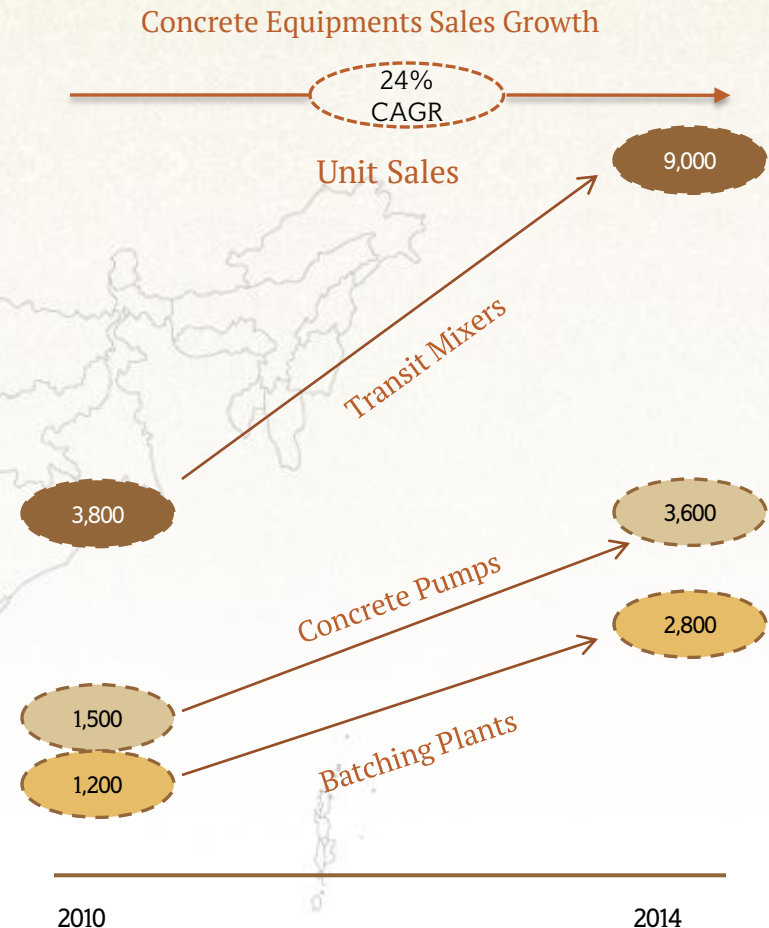 Concrete Equipments Sales Growth
24%
CAGR
Unit Sales
9,000
Transit Mixers
3,800
3,600
Concrete Pumps
2,800
1,500
Batching Plants
1,200
2010
2014